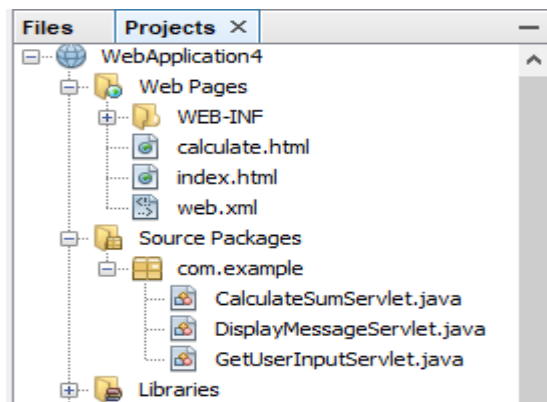 Files Projects ×
WebApplication4
Web Pages
WEB-INF
calculate.html
index.html
web.xml
Source Packages
com.example
CalculateSumServlet.java
DisplayMessageServlet.java
GetUserInputServlet.java
Libraries